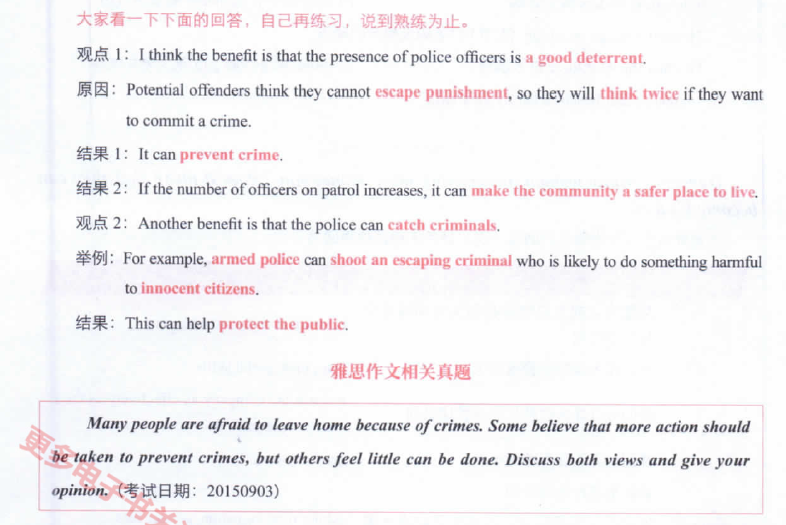 大家看一下下面的回答，自己再练习，说到熟练为止。
观点 1：I think the benefit is that the presence of police officers is a good deterrent.
原因：Potential offenders think they cannot escape punishment, so they will think twice if they want
to commit a crime.
结果 1：It can prevent crime.
结果 2：If the number of officers on patrol increases, it can make the community a safer place to live.
观点 2：Another benefit is that the police can catch criminals.
举例：For example, armed police can shoot an escaping criminal who is likely to do something harmful
to innocent citizens.
结果：This can help protect the public.
雅思作文相关真题
Many people are afraid to leave home because of crimes. Some believe that more action should
be taken to prevent crimes, but others feel little can be done. Discuss both views and give your
opinion.（考试日期：20150903）
更多电子书关